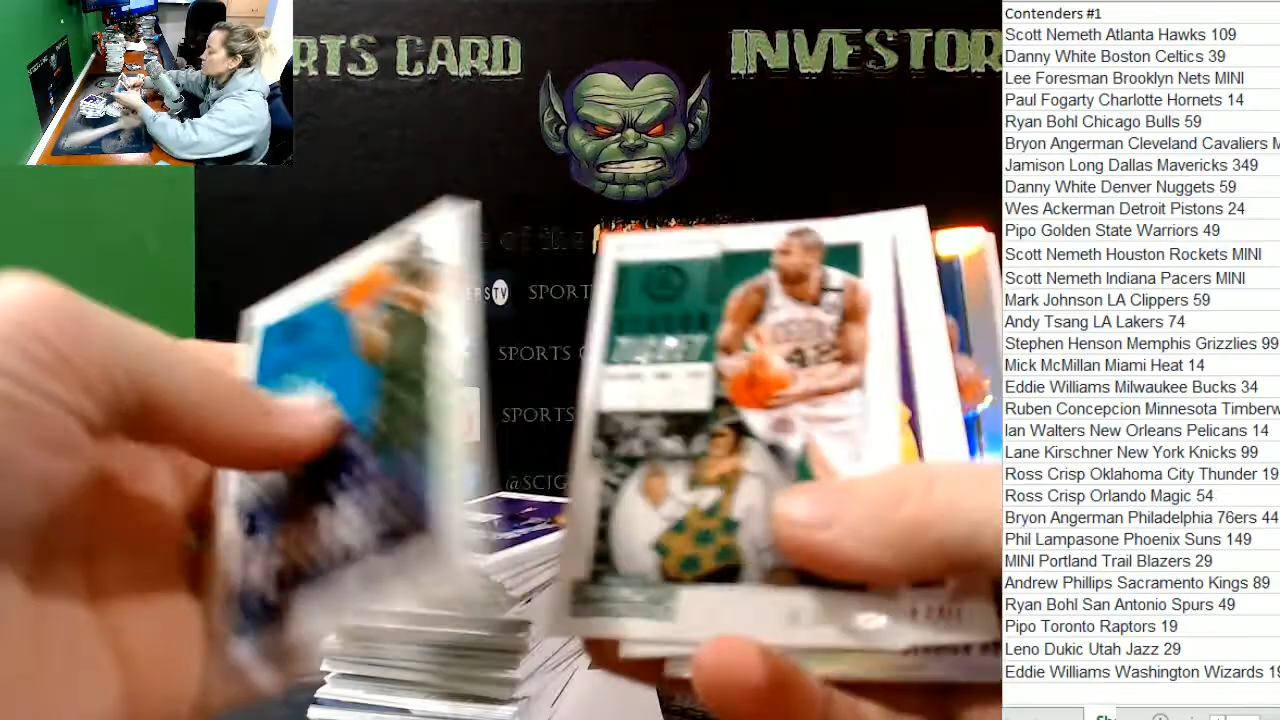 RTS CARD
INVESTOR
e of the
ERSTV
SPORT
SPORTS C
SPORTS
@SCIG
42
Contenders #1
Scott Nemeth Atlanta Hawks 109
Danny White Boston Celtics 39
Lee Foresman Brooklyn Nets MINI
Paul Fogarty Charlotte Hornets 14
Ryan Bohl Chicago Bulls 59
Bryon Angerman Cleveland Cavaliers M
Jamison Long Dallas Mavericks 349
Danny White Denver Nuggets 59
Wes Ackerman Detroit Pistons 24
Pipo Golden State Warriors 49
Scott Nemeth Houston Rockets MINI
Scott Nemeth Indiana Pacers MINI
Mark Johnson LA Clippers 59
Andy Tsang LA Lakers 74
Stephen Henson Memphis Grizzlies 99
Mick McMillan Miami Heat 14
Eddie Williams Milwaukee Bucks 34
Ruben Concepcion Minnesota Timberw
Ian Walters New Orleans Pelicans 14
Lane Kirschner New York Knicks 99
Ross Crisp Oklahoma City Thunder 19
Ross Crisp Orlando Magic 54
Bryon Angerman Philadelphia 76ers 44
Phil Lampasone Phoenix Suns 149
MINI Portland Trail Blazers 29
Andrew Phillips Sacramento Kings 89
Ryan Bohl San Antonio Spurs 49
Pipo Toronto Raptors 19
Leno Dukic Utah Jazz 29
Eddie Williams Washington Wizards 19